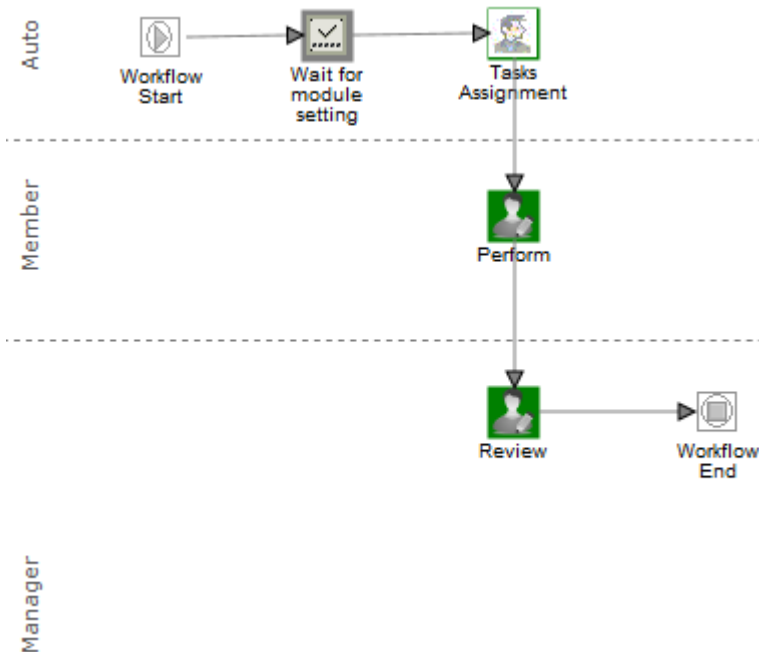 Auto
Workflow
Start
Wait for
module
setting
Tasks
Assignment
Member
Perform
Review
Workflow
End
Manager